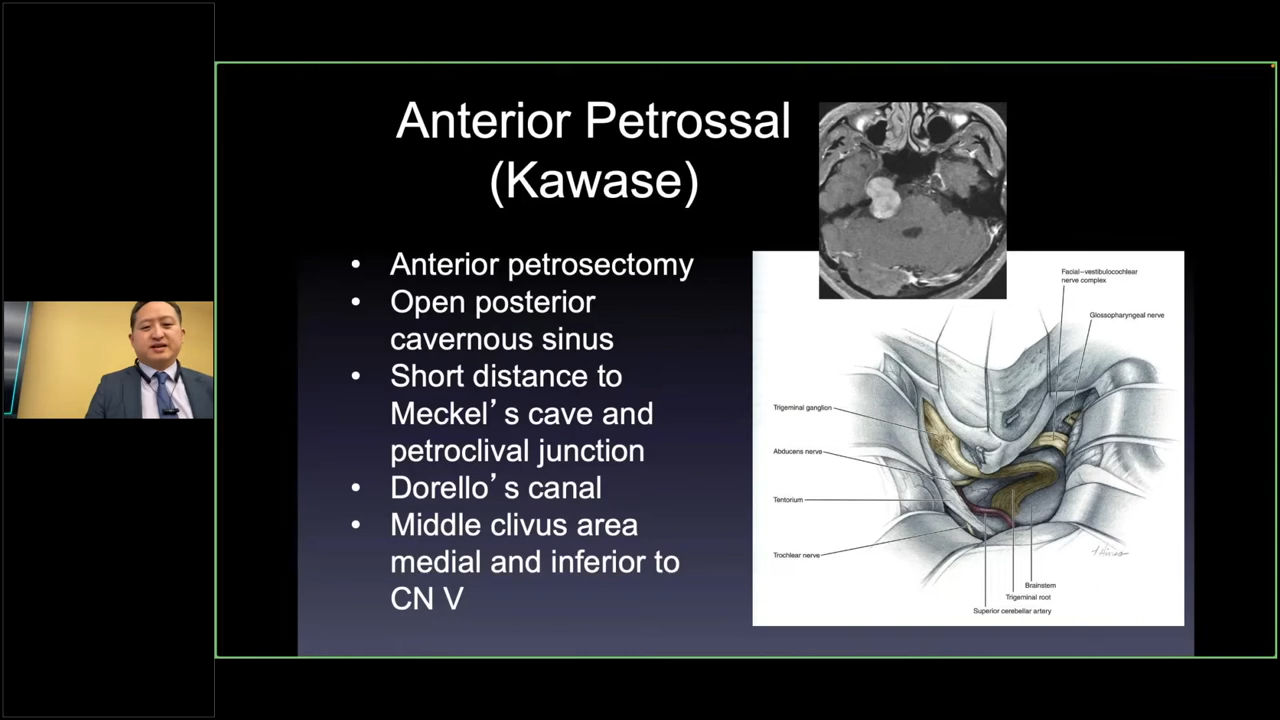 Anterior Petrossal
(Kawase)
• Anterior petrosectomy
• Open posterior
cavernous sinus
• Short distance to
Meckel’s cave and
petroclival junction
• Dorello’s canal
• Middle clivus area
medial and inferior to
CN V
Facial–vestibulocochlear
nerve complex
Glossopharyngeal nerve
Trigeminal ganglion
Abducens nerve
Tentorium
Trochlear nerve
Brainstem
Trigeminal root
Superior cerebellar artery